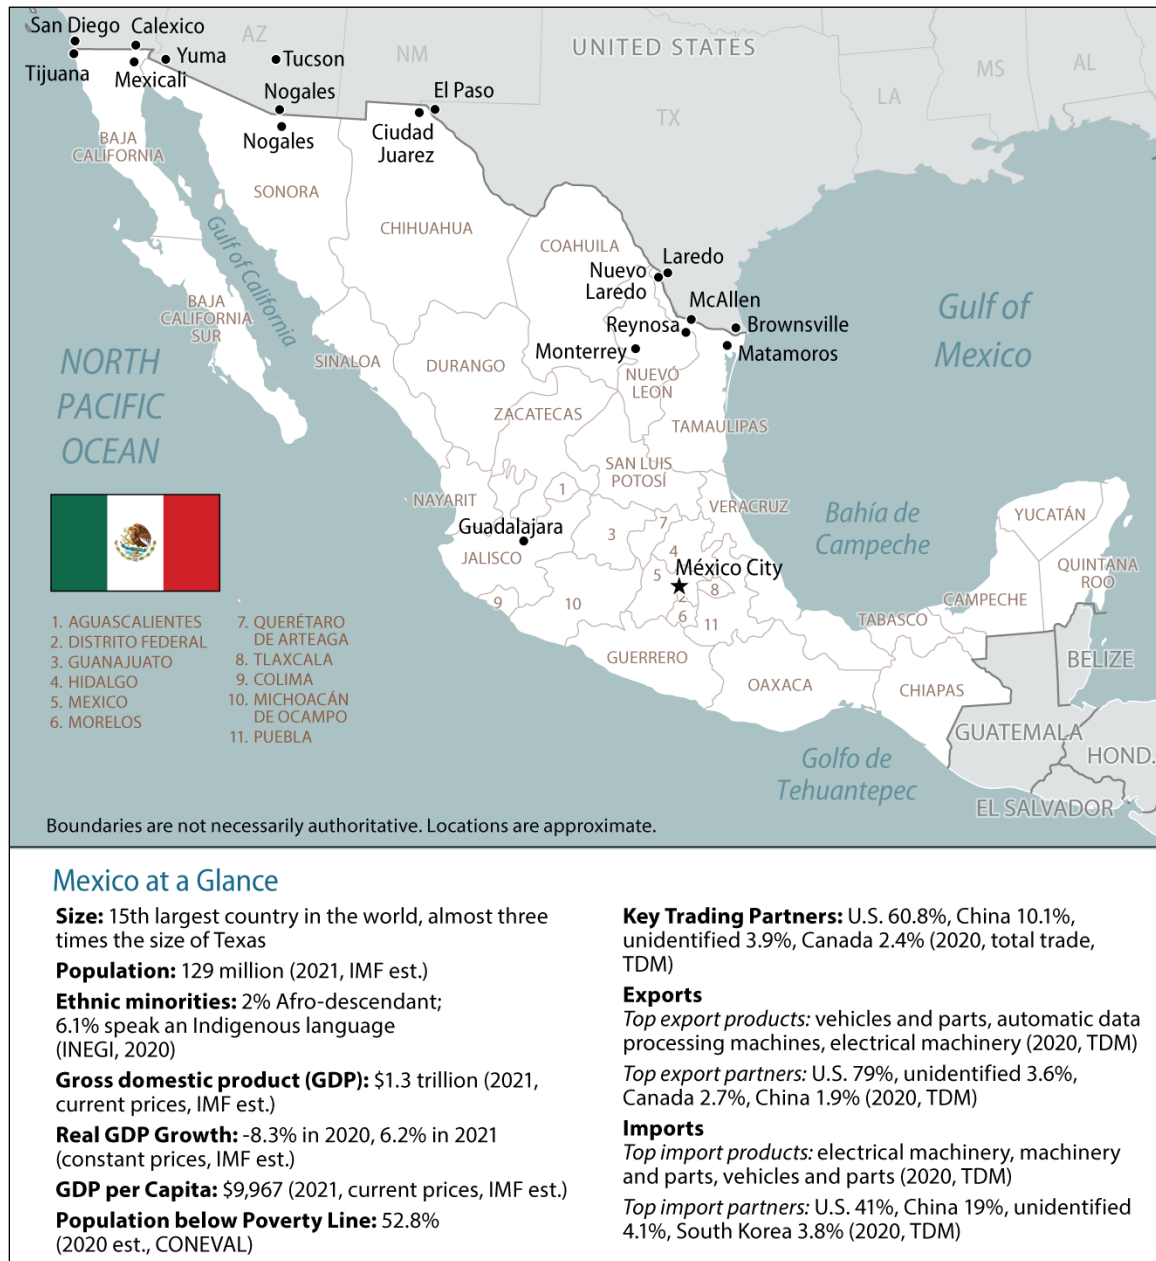 San Diego
Calexico
AZ
NM
UNITED STATES
MS
AL
Tijuana
Mexicali
Yuma
Tucson
LA
TX
Nogales
Nogales
El Paso
Ciudad
Juarez
BAJA
CALIFORNIA
SONORA
CHIHUAHUA
Gulf of California
COAHUILA
Laredo
Nuevo
Laredo
McAllen
Reynosa
Brownsville
Monterrey
Matamoros
Gulf of
Mexico
BAJA
CALIFORNIA
SUR
NORTH
PACIFIC
OCEAN
SINALOA
DURANGO
NUEVÓ
LEON
ZACATECAS
TAMAULIPAS
SAN LUIS
POTOSÍ
NAYARIT
1
VERACRUZ
Bahía de
Campeche
YUCATÁN
Guadalajara
3
7
JALISCO
4
México City
5
QUINTANA
ROO
2
8
CAMPECHE
9
10
6
11
TABASCO
GUERRERO
BELIZE
OAXACA
CHIAPAS
GUATEMALA
HOND.
Golfo de
Tehuantepec
EL SALVADOR
1. AGUASCALIENTES
2. DISTRITO FEDERAL
3. GUANAJUATO
4. HIDALGO
5. MEXICO
6. MORELOS
7. QUERÉTARO
DE ARTEAGA
8. TLAXCALA
9. COLIMA
10. MICHOACÁN
DE OCAMPO
11. PUEBLA
Boundaries are not necessarily authoritative. Locations are approximate.
Mexico at a Glance
Size: 15th largest country in the world, almost three
times the size of Texas
Population: 129 million (2021, IMF est.)
Ethnic minorities: 2% Afro-descendant;
6.1% speak an Indigenous language
(INEGI, 2020)
Gross domestic product (GDP): $1.3 trillion (2021,
current prices, IMF est.)
Real GDP Growth: -8.3% in 2020, 6.2% in 2021
(constant prices, IMF est.)
GDP per Capita: $9,967 (2021, current prices, IMF est.)
Population below Poverty Line: 52.8%
(2020 est., CONEVAL)
Key Trading Partners: U.S. 60.8%, China 10.1%,
unidentified 3.9%, Canada 2.4% (2020, total trade,
TDM)
Exports
Top export products: vehicles and parts, automatic data
processing machines, electrical machinery (2020, TDM)
Top export partners: U.S. 79%, unidentified 3.6%,
Canada 2.7%, China 1.9% (2020, TDM)
Imports
Top import products: electrical machinery, machinery
and parts, vehicles and parts (2020, TDM)
Top import partners: U.S. 41%, China 19%, unidentified
4.1%, South Korea 3.8% (2020, TDM)